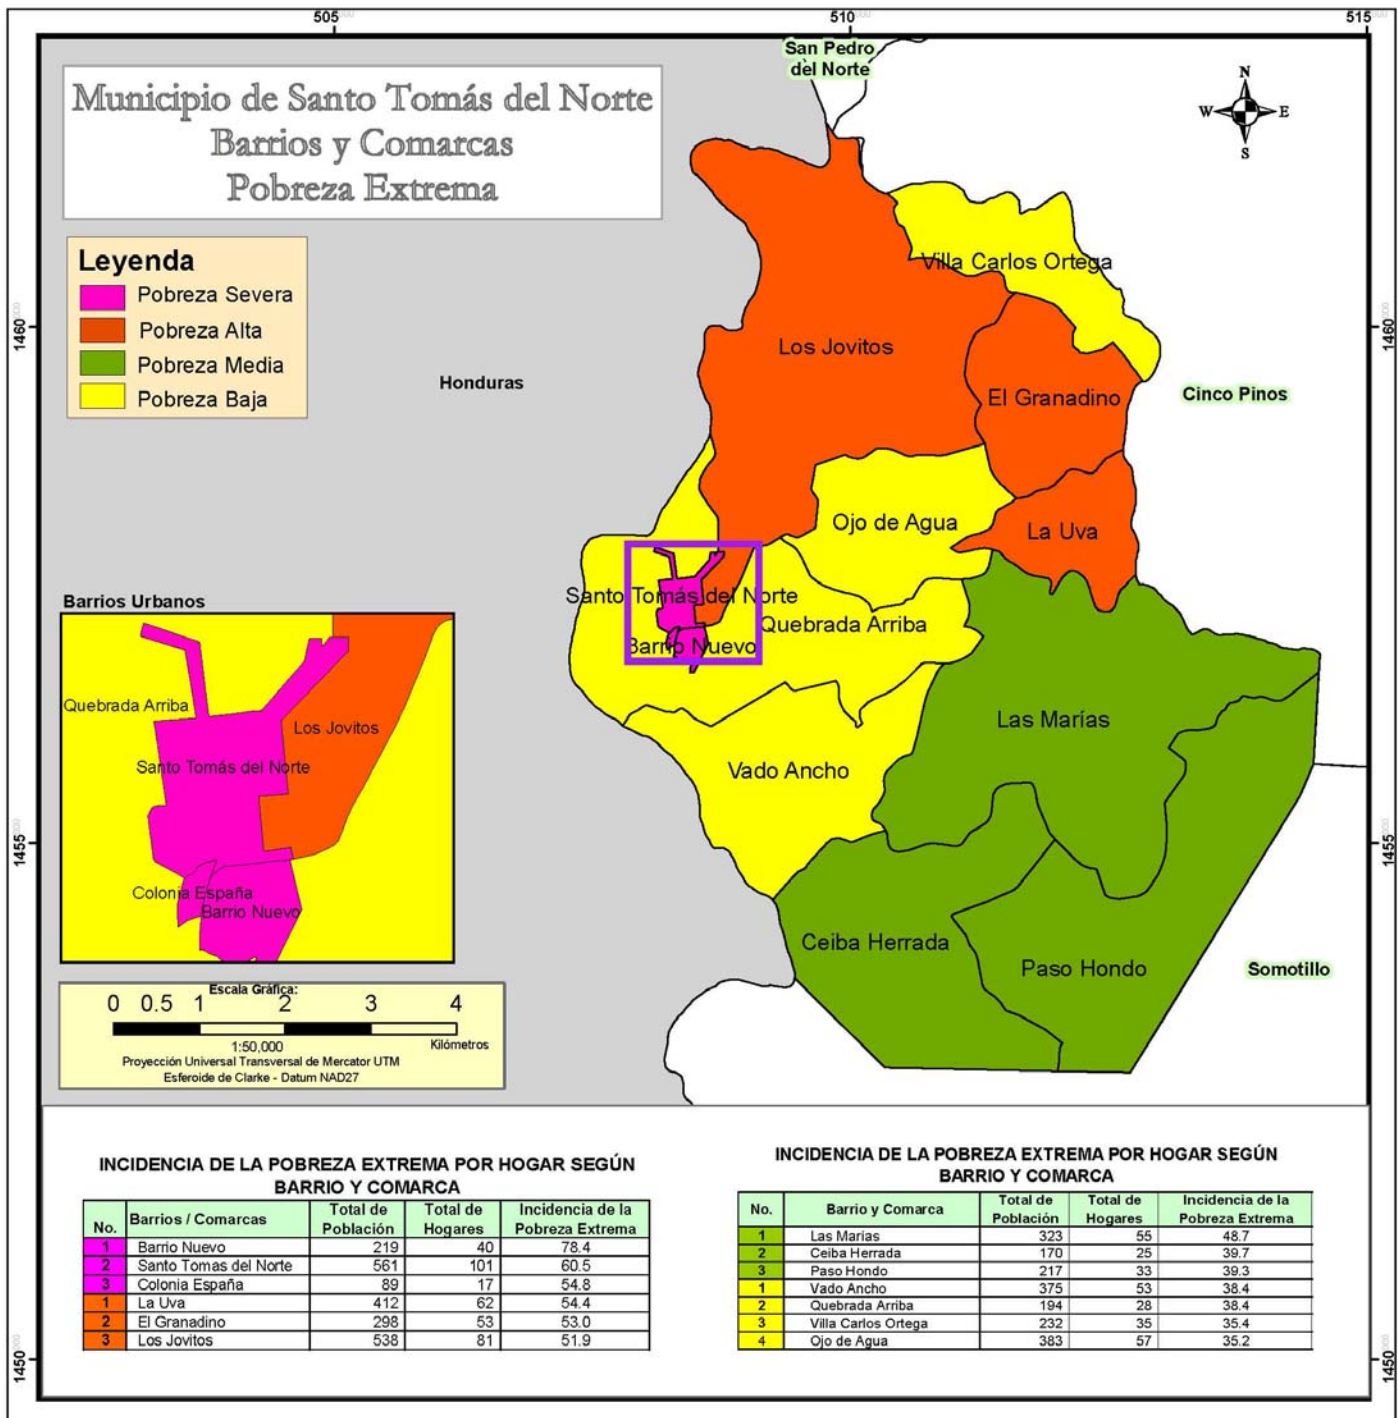 505000
510000
515000
San Pedro
del Norte
Municipio de Santo Tomás del Norte
Barrios y Comarcas
Pobreza Extrema
N
W
E
S
Leyenda
Pobreza Severa
Pobreza Alta
Pobreza Media
Pobreza Baja
Villa Carlos Ortega
1460000
1460000
Los Jovitos
Honduras
El Granadino
Cinco Pinos
Ojo de Agua
La Uva
Santo Tomás del Norte
Quebrada Arriba
Barrio Nuevo
Las Marías
Vado Ancho
Ceiba Herrada
Paso Hondo
Somotillo
Barrios Urbanos
Quebrada Arriba
Los Jovitos
Santo Tomás del Norte
Colonia España
Barrio Nuevo
1455000
1455000
Escala Gráfica:
0 0.5 1 2 3 4
1:50,000 Kilómetros
Proyección Universal Transversal de Mercator UTM
Esferoide de Clarke - Datum NAD27
INCIDENCIA DE LA POBREZA EXTREMA POR HOGAR SEGÚN
BARRIO Y COMARCA
No. Barrios / Comarcas Total de Población Total de Hogares Incidencia de la Pobreza Extrema
1 Barrio Nuevo 219 40 78.4
2 Santo Tomas del Norte 561 101 60.5
3 Colonia España 89 17 54.8
1 La Uva 412 62 54.4
2 El Granadino 298 53 53.0
3 Los Jovitos 538 81 51.9
INCIDENCIA DE LA POBREZA EXTREMA POR HOGAR SEGÚN
BARRIO Y COMARCA
No. Barrio y Comarca Total de Población Total de Hogares Incidencia de la Pobreza Extrema
1 Las Marias 323 55 48.7
2 Ceiba Herrada 170 25 39.7
3 Paso Hondo 217 33 39.3
1 Vado Ancho 375 53 38.4
2 Quebrada Arriba 194 28 38.4
3 Villa Carlos Ortega 232 35 35.4
4 Ojo de Agua 383 57 35.2
1450000
1450000